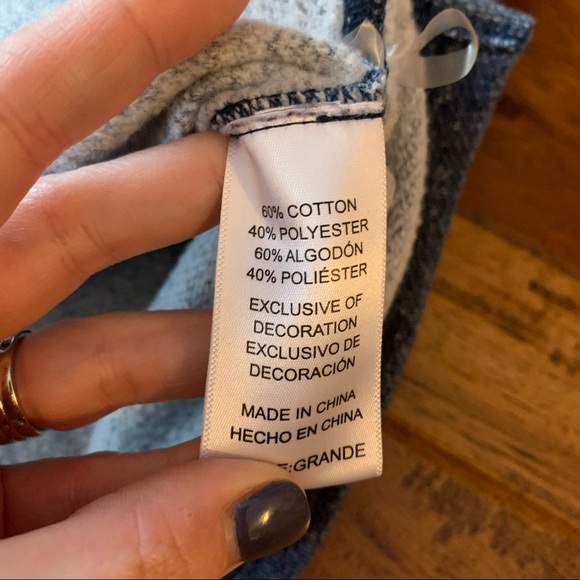 60% COTTON
40% POLYESTER
60% ALGODÓN
40% POLIÉSTER
EXCLUSIVE OF
DECORATION
EXCLUSIVO DE
DECORACIÓN
MADE IN CHINA
HECHO EN CHINA
:GRANDE